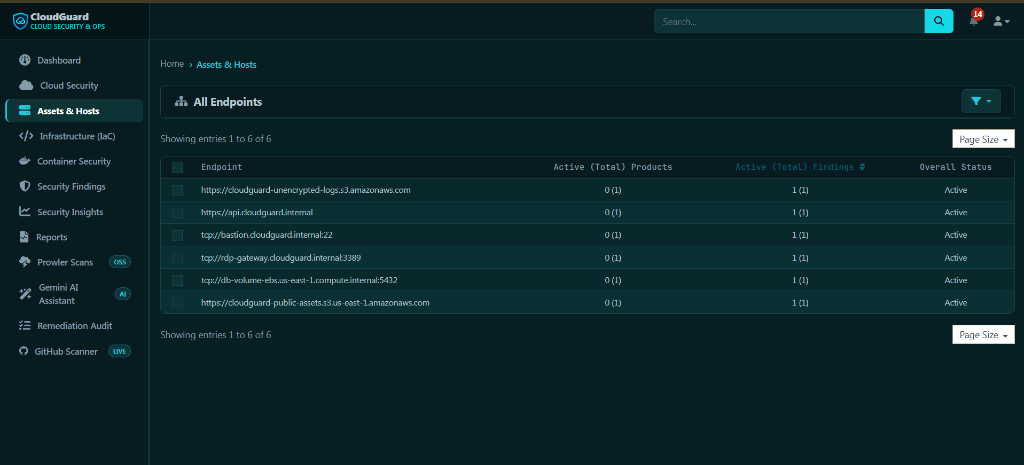 CloudGuard
CLOUD SECURITY & OPS
Search...
14
Dashboard
Cloud Security
Assets & Hosts
Infrastructure (IaC)
Container Security
Security Findings
Security Insights
Reports
Prowler Scans OSS
Gemini AI
Assistant AI
Remediation Audit
GitHub Scanner LIVE
Home › Assets & Hosts
All Endpoints
Showing entries 1 to 6 of 6
Page Size
Endpoint Active (Total) Products Active (Total) Findings Overall Status
https://cloudguard-unencrypted-logs.s3.amazonaws.com 0 (1) 1 (1) Active
https://api.cloudguard.internal 0 (1) 1 (1) Active
tcp://bastion.cloudguard.internal:22 0 (1) 1 (1) Active
tcp://rdp-gateway.cloudguard.internal:3389 0 (1) 1 (1) Active
tcp://db-volume-ebs.us-east-1.compute.internal:5432 0 (1) 1 (1) Active
https://cloudguard-public-assets.s3.us-east-1.amazonaws.com 0 (1) 1 (1) Active
Showing entries 1 to 6 of 6
Page Size